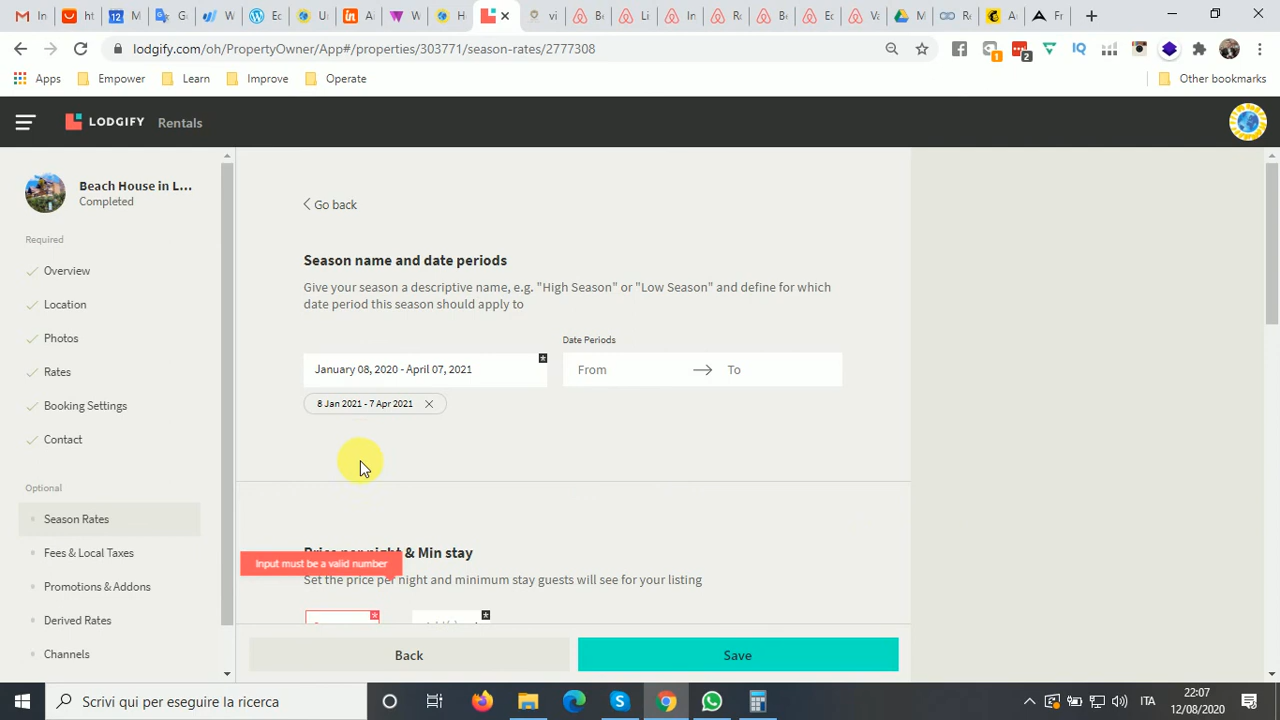 lodgify.com/oh/PropertyOwner/App#/properties/303771/season-rates/2777308
Apps
Empower
Learn
Improve
Operate
Other bookmarks
LODGIFY
Rentals
Beach House in L...
Completed
Required
Overview
Location
Photos
Rates
Booking Settings
Contact
Optional
Season Rates
Fees & Local Taxes
Promotions & Addons
Derived Rates
Channels
Go back
Season name and date periods
Give your season a descriptive name, e.g. "High Season" or "Low Season" and define for which
date period this season should apply to
Date Periods
January 08, 2020 - April 07, 2021
From
To
8 Jan 2021 - 7 Apr 2021
Price per night & Min stay
Input must be a valid number
Set the price per night and minimum stay guests will see for your listing
Back
Save
Scrivi qui per eseguire la ricerca
ITA
22:07
12/08/2020